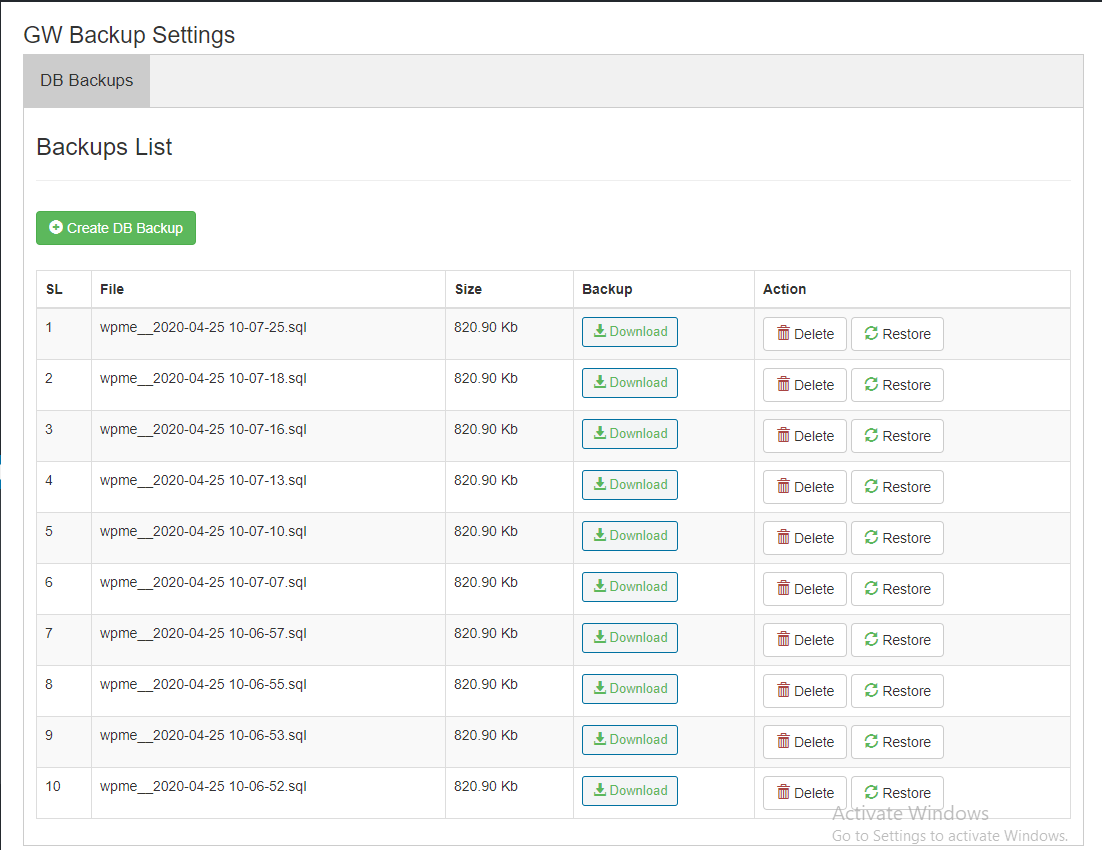 GW Backup Settings
DB Backups
Backups List
Create DB Backup
SL File Size Backup Action
1 wpme__2020-04-25 10-07-25.sql 820.90 Kb Download Delete Restore
2 wpme__2020-04-25 10-07-18.sql 820.90 Kb Download Delete Restore
3 wpme__2020-04-25 10-07-16.sql 820.90 Kb Download Delete Restore
4 wpme__2020-04-25 10-07-13.sql 820.90 Kb Download Delete Restore
5 wpme__2020-04-25 10-07-10.sql 820.90 Kb Download Delete Restore
6 wpme__2020-04-25 10-07-07.sql 820.90 Kb Download Delete Restore
7 wpme__2020-04-25 10-06-57.sql 820.90 Kb Download Delete Restore
8 wpme__2020-04-25 10-06-55.sql 820.90 Kb Download Delete Restore
9 wpme__2020-04-25 10-06-53.sql 820.90 Kb Download Delete Restore
10 wpme__2020-04-25 10-06-52.sql 820.90 Kb Download Delete Restore
Activate Windows
Go to Settings to activate Windows.